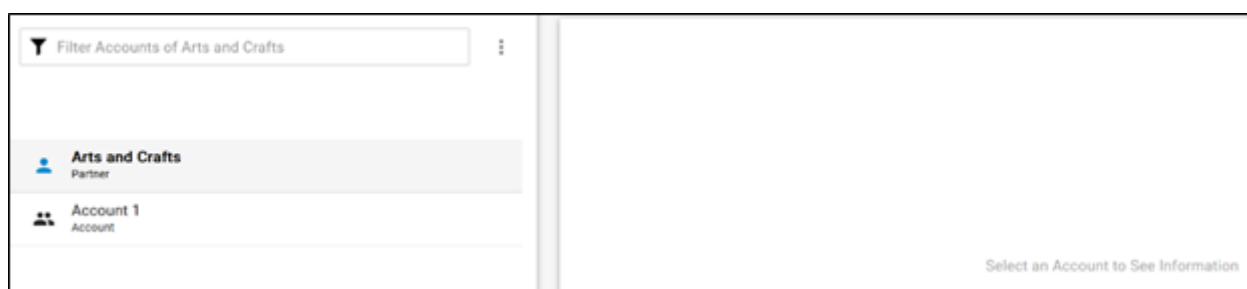 Filter Accounts of Arts and Crafts
Arts and Crafts
Partner
Account 1
Account
Select an Account to See Information